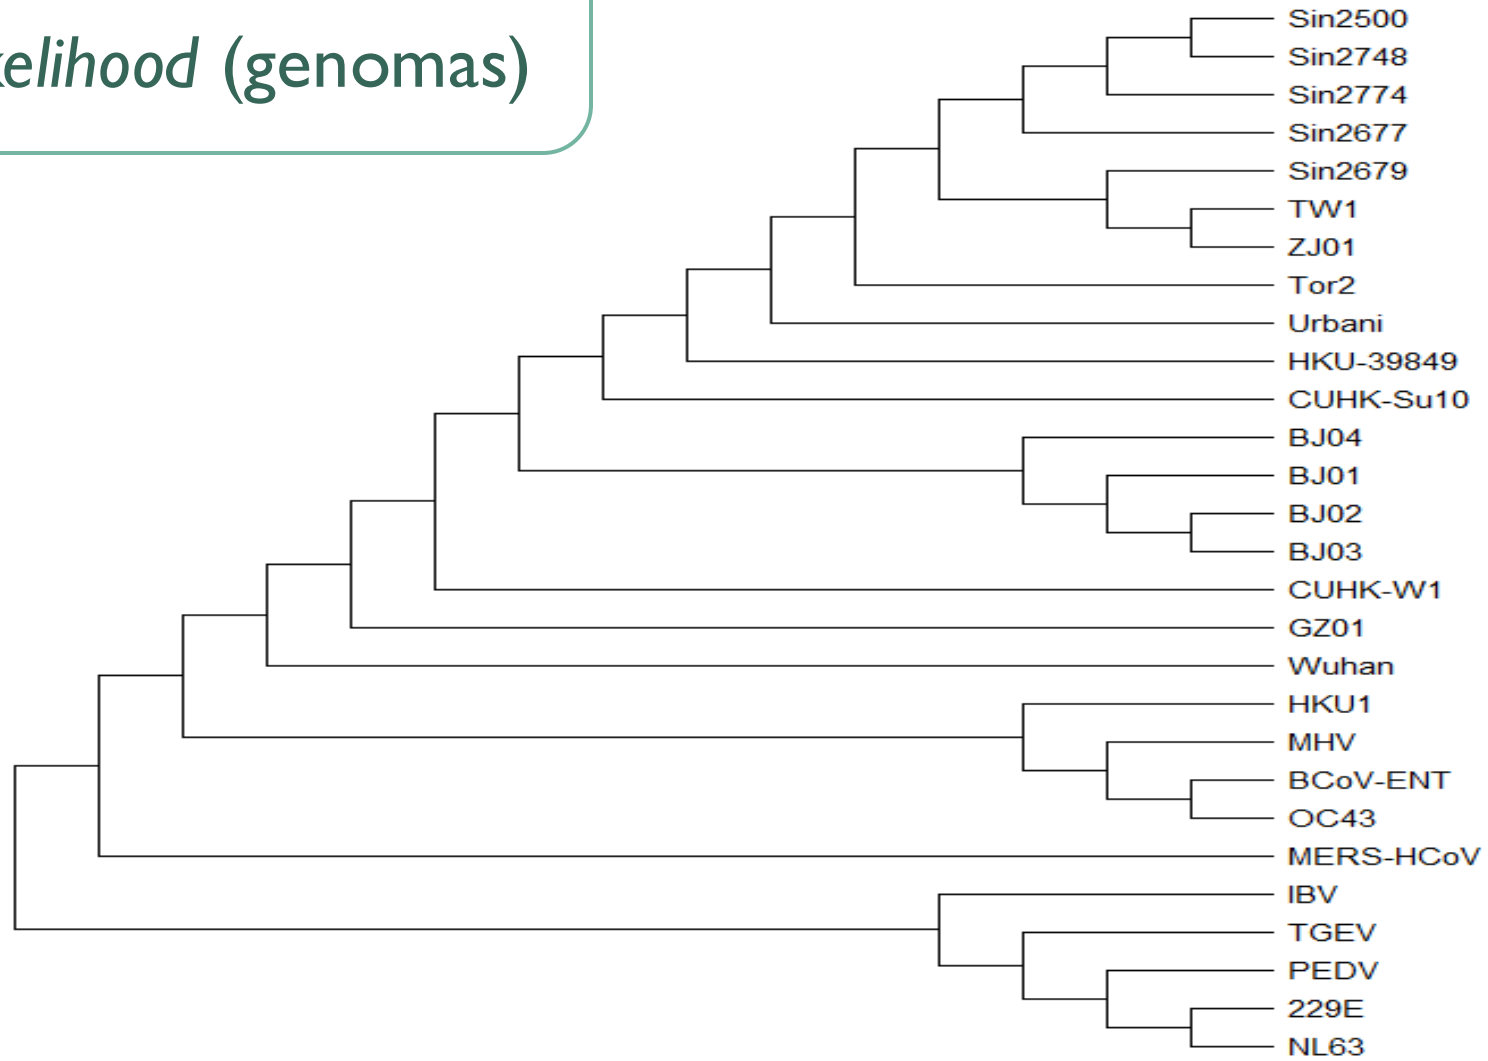 elihood (genomas)
Sin2500
Sin2748
Sin2774
Sin2677
Sin2679
TW1
ZJ01
Tor2
Urbani
HKU-39849
CUHK-Su10
BJ04
BJ01
BJ02
BJ03
CUHK-W1
GZ01
Wuhan
HKU1
MHV
BCoV-ENT
OC43
MERS-HCoV
IBV
TGEV
PEDV
229E
NL63